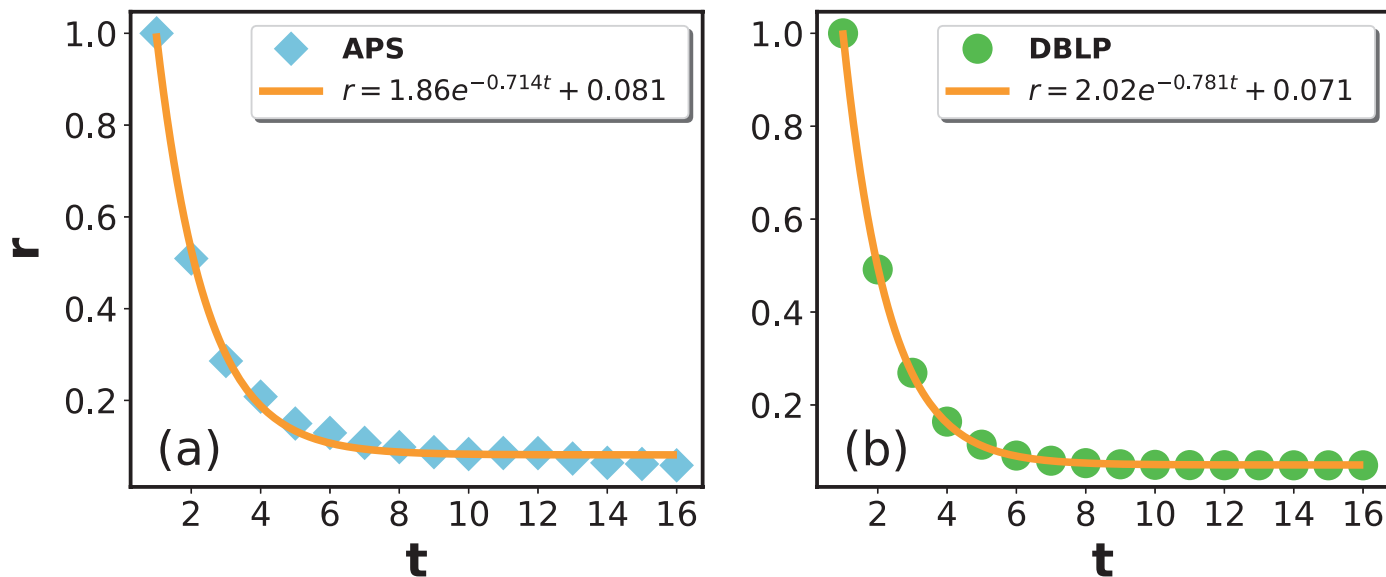 1.0
0.8
0.6
0.4
0.2
r
APS
r = 1.86e^{-0.714t} + 0.081
(a)
2 4 6 8 10 12 14 16
t
1.0
0.8
0.6
0.4
0.2
DBLP
r = 2.02e^{-0.781t} + 0.071
(b)
2 4 6 8 10 12 14 16
t